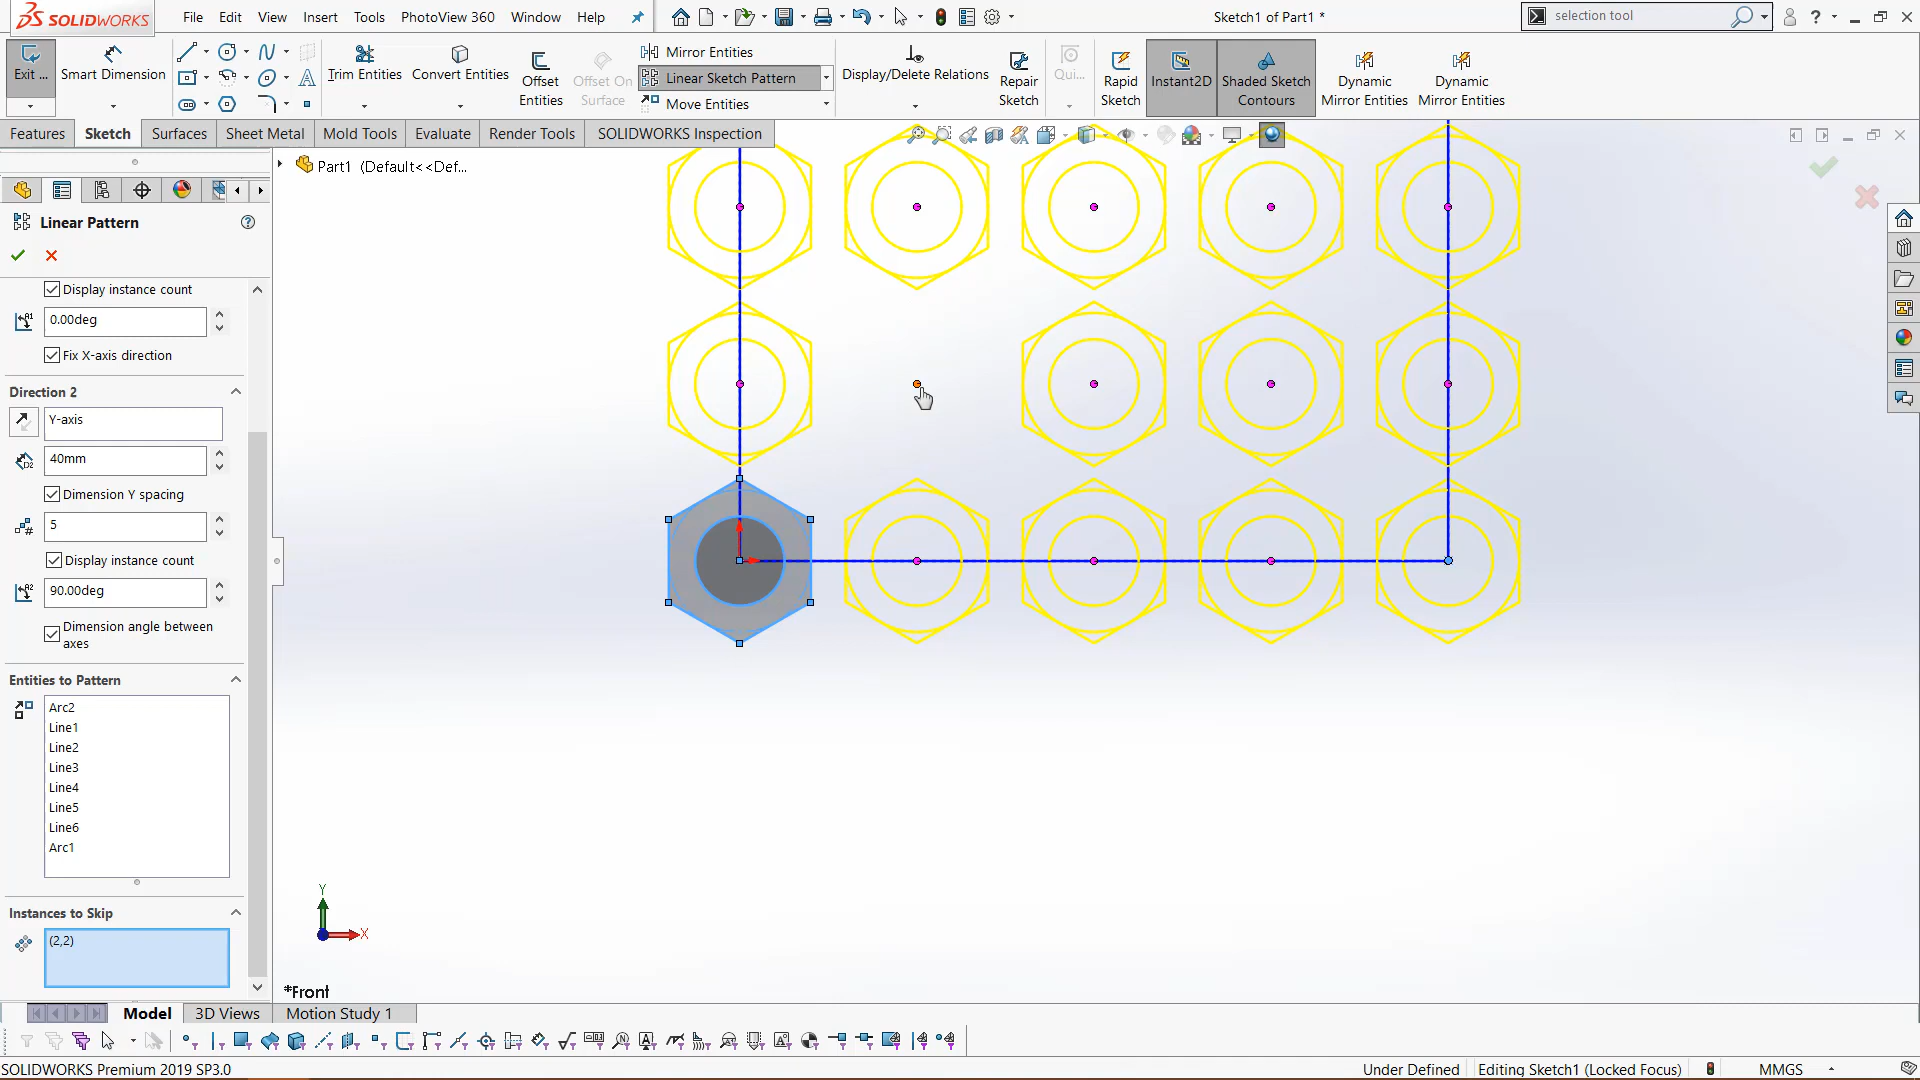 SOLIDWORKS
File Edit View Insert Tools PhotoView 360 Window Help
Sketch1 of Part1 *
selection tool
Exit ...
Smart Dimension
Trim Entities
Convert Entities
Offset Entities
Offset On Surface
Mirror Entities
Linear Sketch Pattern
Move Entities
Display/Delete Relations
Repair Sketch
Qui...
Rapid Sketch
Instant2D
Shaded Sketch Contours
Dynamic Mirror Entities
Dynamic Mirror Entities
Features Sketch Surfaces Sheet Metal Mold Tools Evaluate Render Tools SOLIDWORKS Inspection
Part1 (Default<<Def...
Linear Pattern
Display instance count
0.00deg
Fix X-axis direction
Direction 2
Y-axis
40mm
Dimension Y spacing
5
Display instance count
90.00deg
Dimension angle between
axes
Entities to Pattern
Arc2
Line1
Line2
Line3
Line4
Line5
Line6
Arc1
Instances to Skip
(2,2)
Y
X
*Front
Model 3D Views Motion Study 1
SOLIDWORKS Premium 2019 SP3.0
Under Defined
Editing Sketch1 (Locked Focus)
MMGS